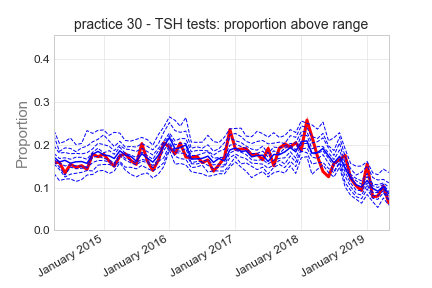 practice 30 - TSH tests: proportion above range
Proportion
0.4
0.3
0.2
0.1
0.0
January 2015
January 2016
January 2017
January 2018
January 2019